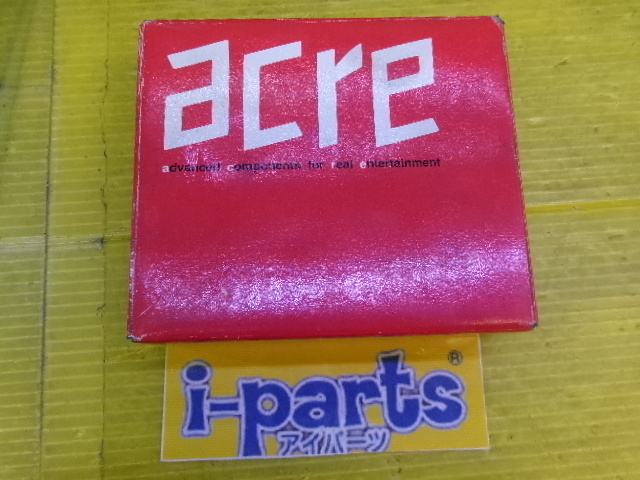 acre
advanced components for real entertainment
i-parts®
アイパーツ